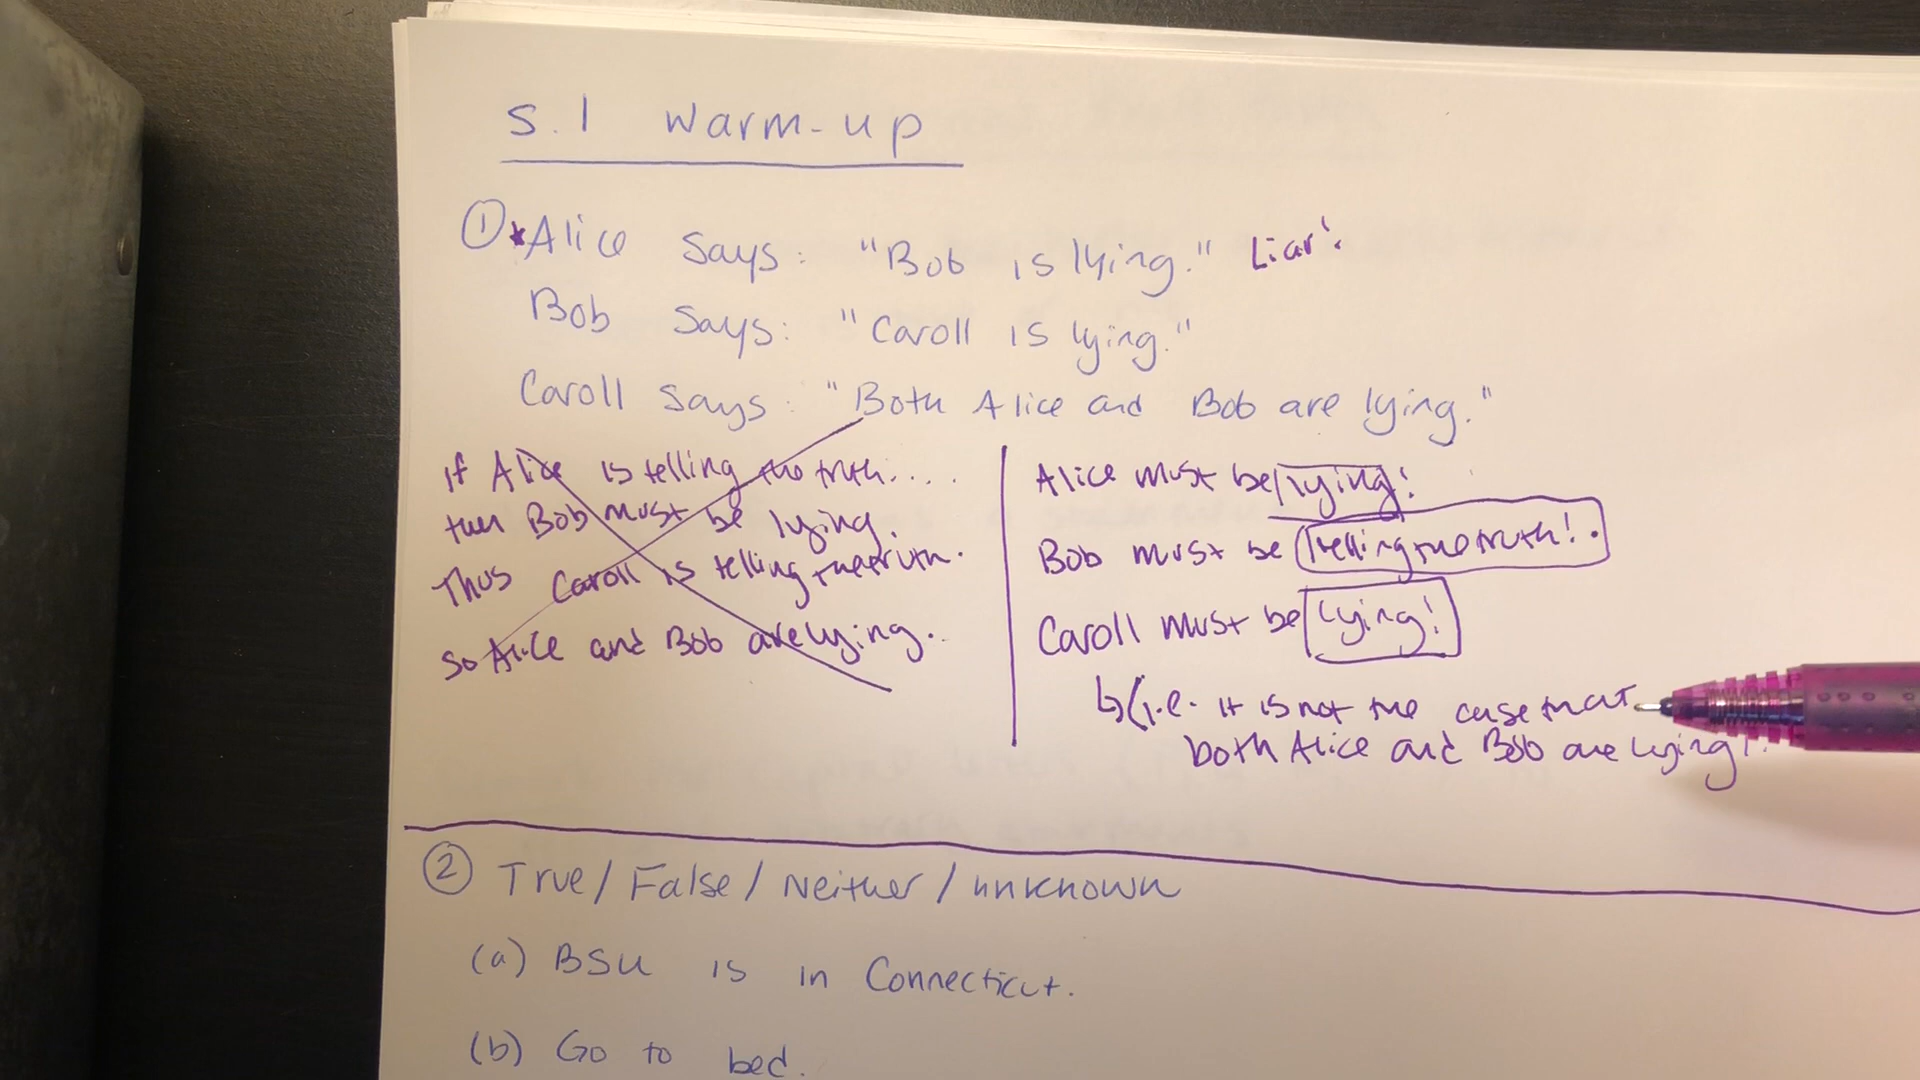 S.1 Warm-up
① *Alice says: "Bob is lying." Liar!
Bob says: "Caroll is lying."
Caroll says: "Both Alice and Bob are lying."
if Alice is telling the truth....
then Bob must be lying.
Thus Caroll is telling the truth.
so Alice and Bob are lying.
Alice must be lying!
Bob must be telling the truth!.
Caroll must be lying!
↳(i.e. it is not the case that
both Alice and Bob are lying!.
② True/False/Neither/unknown
(a) BSU is in Connecticut.
(b) Go to bed.